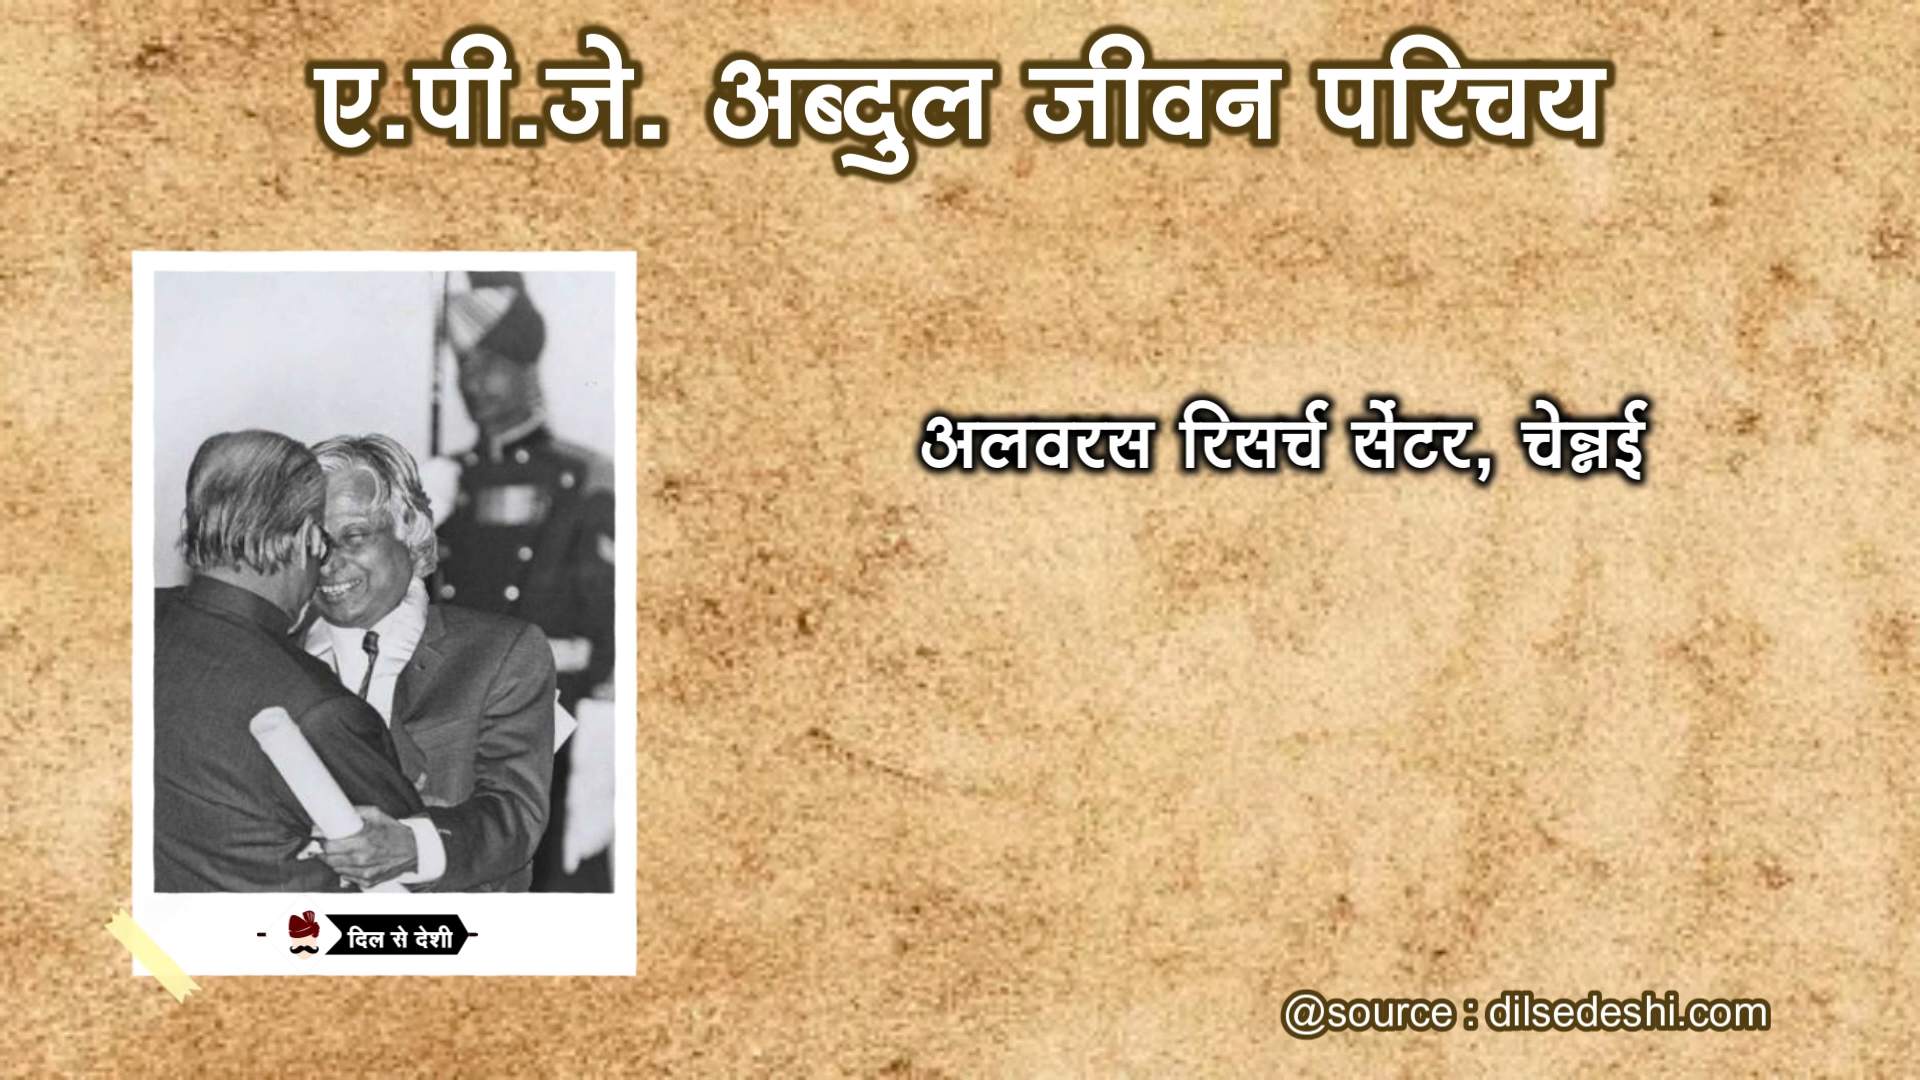 ए.पी.जे. अब्दुल जीवन परिचय
अलवरस रिसर्च सेंटर, चेन्नई
दिल से देशी
@source : dilsedeshi.com